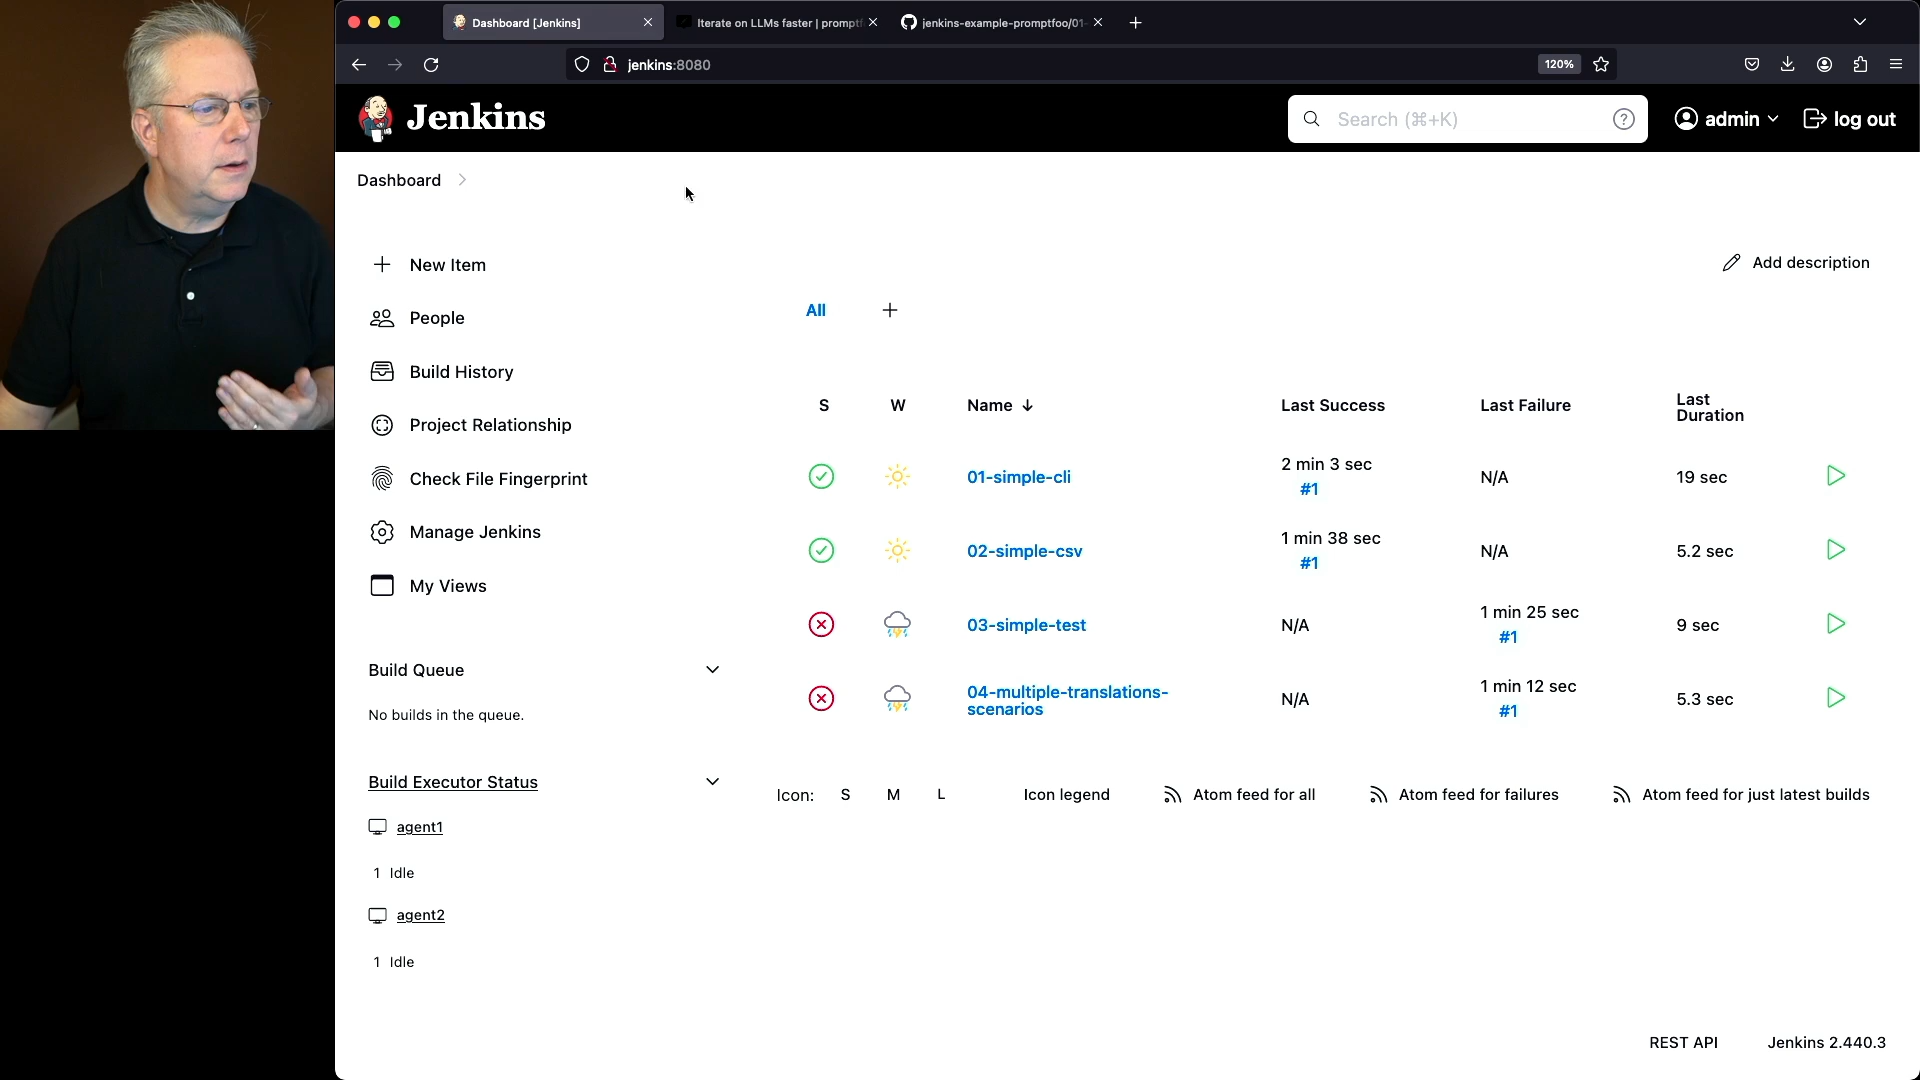 Dashboard [Jenkins]
Iterate on LLMs faster | promptf
jenkins-example-promptfoo/01-
jenkins:8080
120%
Jenkins
Search (⌘+K)
?
admin
log out
Dashboard
New Item
People
Build History
Project Relationship
Check File Fingerprint
Manage Jenkins
My Views
Build Queue
No builds in the queue.
Build Executor Status
agent1
1 Idle
agent2
1 Idle
Add description
All
S W Name ↓ Last Success Last Failure Last
Duration
01-simple-cli 2 min 3 sec
#1 N/A 19 sec
02-simple-csv 1 min 38 sec
#1 N/A 5.2 sec
03-simple-test N/A 1 min 25 sec
#1 9 sec
04-multiple-translations-
scenarios N/A 1 min 12 sec
#1 5.3 sec
Icon: S M L Icon legend Atom feed for all Atom feed for failures Atom feed for just latest builds
REST API Jenkins 2.440.3